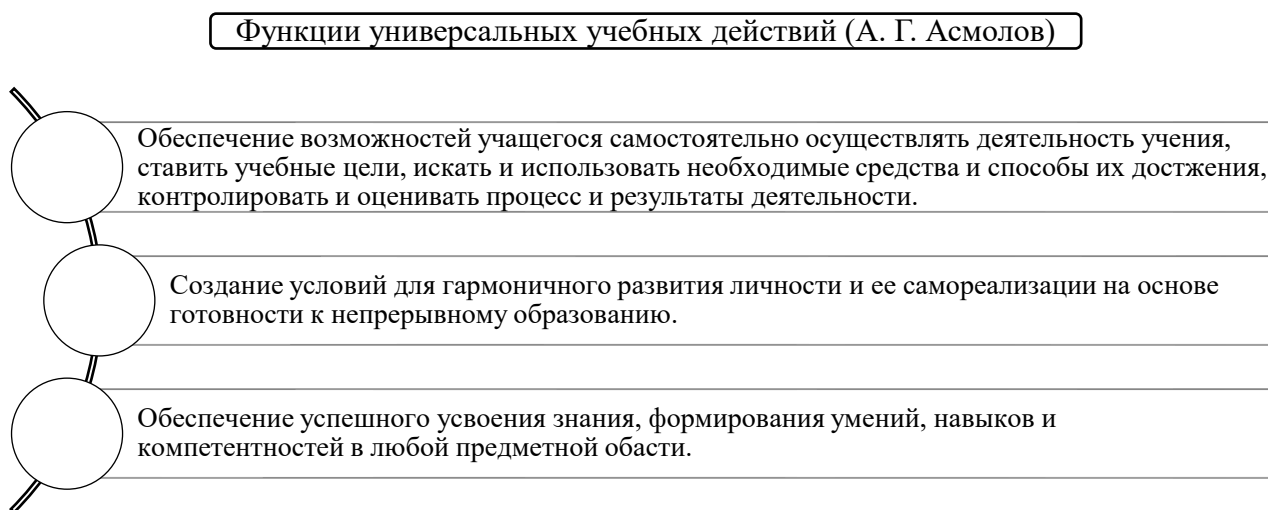 Функции универсальных учебных действий (А. Г. Асмолов)
Обеспечение возможностей учащегося самостоятельно осуществлять деятельность учения,
ставить учебные цели, искать и использовать необходимые средства и способы их достжения,
контролировать и оценивать процесс и результаты деятельности.
Создание условий для гармоничного развития личности и ее самореализации на основе
готовности к непрерывному образованию.
Обеспечение успешного усвоения знания, формирования умений, навыков и
компетентностей в любой предметной обасти.